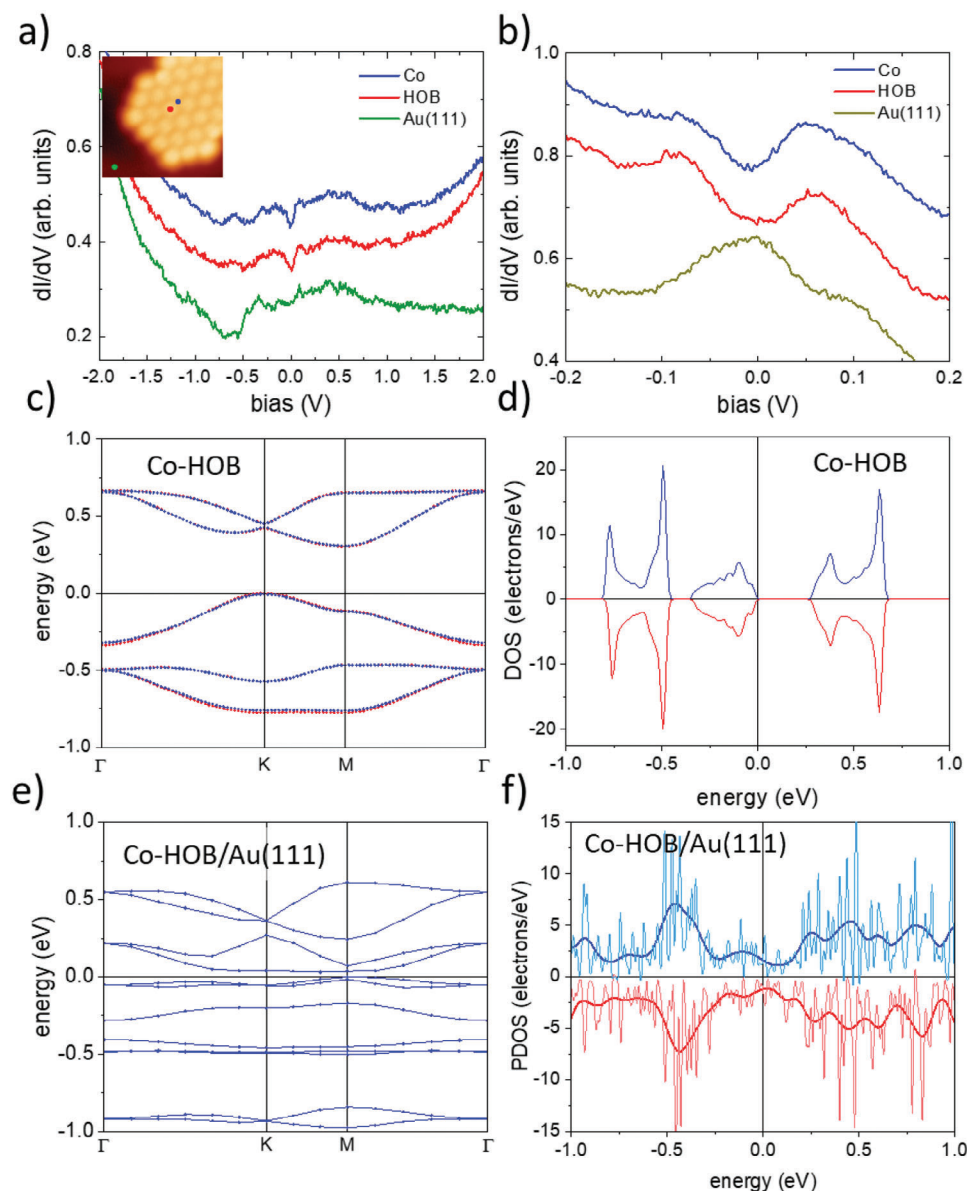 a)
0.8
0.6
0.4
0.2
dI/dV (arb. units)
Co
HOB
Au(111)
-2.0 -1.5 -1.0 -0.5 0.0 0.5 1.0 1.5 2.0
bias (V)
b)
1.0
0.8
0.6
0.4
dI/dV (arb. units)
Co
HOB
Au(111)
-0.2 -0.1 0.0 0.1 0.2
bias (V)
c)
Co-HOB
1.0
0.5
0.0
-0.5
-1.0
energy (eV)
Γ K M Γ
d)
Co-HOB
20
10
0
-10
-20
DOS (electrons/eV)
-1.0 -0.5 0.0 0.5 1.0
energy (eV)
e)
Co-HOB/Au(111)
1.0
0.5
0.0
-0.5
-1.0
energy (eV)
Γ K M Γ
f)
Co-HOB/Au(111)
15
10
5
0
-5
-10
-15
PDOS (electrons/eV)
-1.0 -0.5 0.0 0.5 1.0
energy (eV)